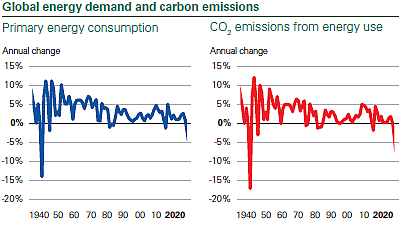 Global energy demand and carbon emissions
Primary energy consumption
Annual change
15%
10%
5%
0%
-5%
-10%
-15%
-20%
1940 50 60 70 80 90 00 10 2020
CO₂ emissions from energy use
Annual change
15%
10%
5%
0%
-5%
-10%
-15%
-20%
1940 50 60 70 80 90 00 10 2020